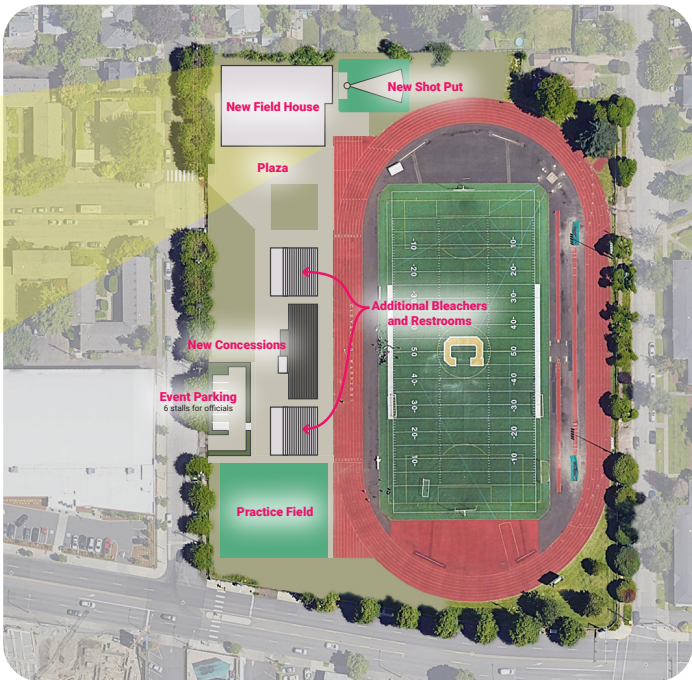 New Field House
New Shot Put
Plaza
Additional Bleachers
and Restrooms
New Concessions
Event Parking
6 stalls for officials
Practice Field
10
10
20
20
30
30
40
40
50
50
C
40
40
30
30
20
20
10
10